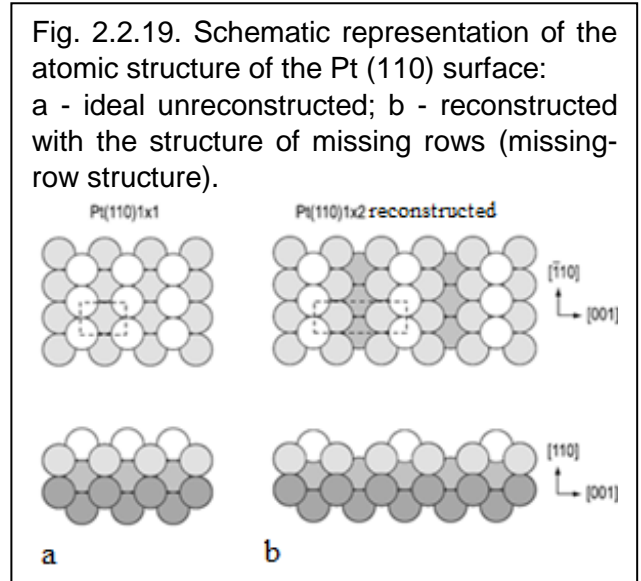 Fig. 2.2.19. Schematic representation of the
atomic structure of the Pt (110) surface:
a - ideal unreconstructed; b - reconstructed
with the structure of missing rows (missing-
row structure).
Pt(110)1x1
Pt(110)1x2 reconstructed
[1̅10]
[001]
[110]
[001]
a
b